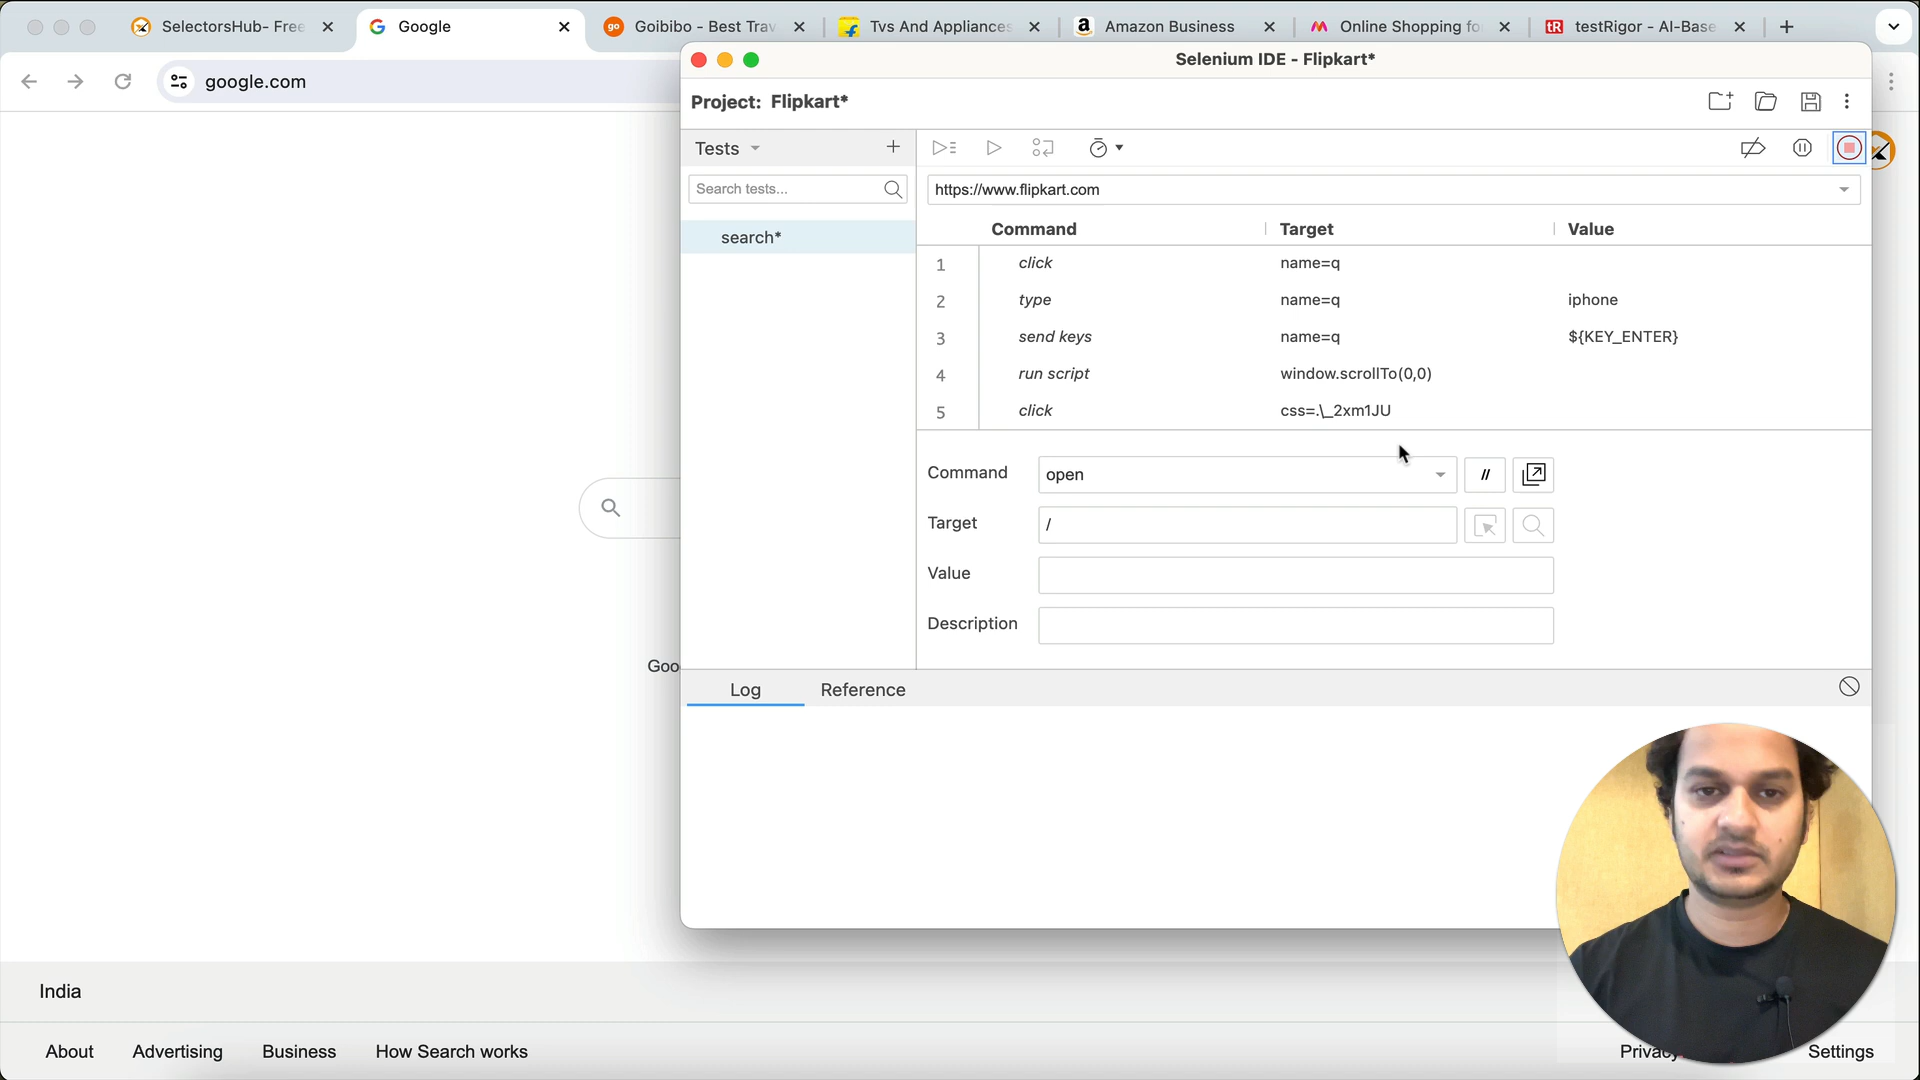 SelectorsHub- Free
Google
go
Goibibo - Best Trav
Tvs And Appliances
a
Amazon Business
Online Shopping fo
tR
testRigor - AI-Base
google.com
Goo
India
About
Advertising
Business
How Search works
Privacy
Settings
Selenium IDE - Flipkart*
Project: Flipkart*
Tests
Search tests...
search*
https://www.flipkart.com
Command Target Value
1 click name=q
2 type name=q iphone
3 send keys name=q ${KEY_ENTER}
4 run script window.scrollTo(0,0)
5 click css=.\_2xm1JU
Command open //
Target /
Value
Description
Log Reference